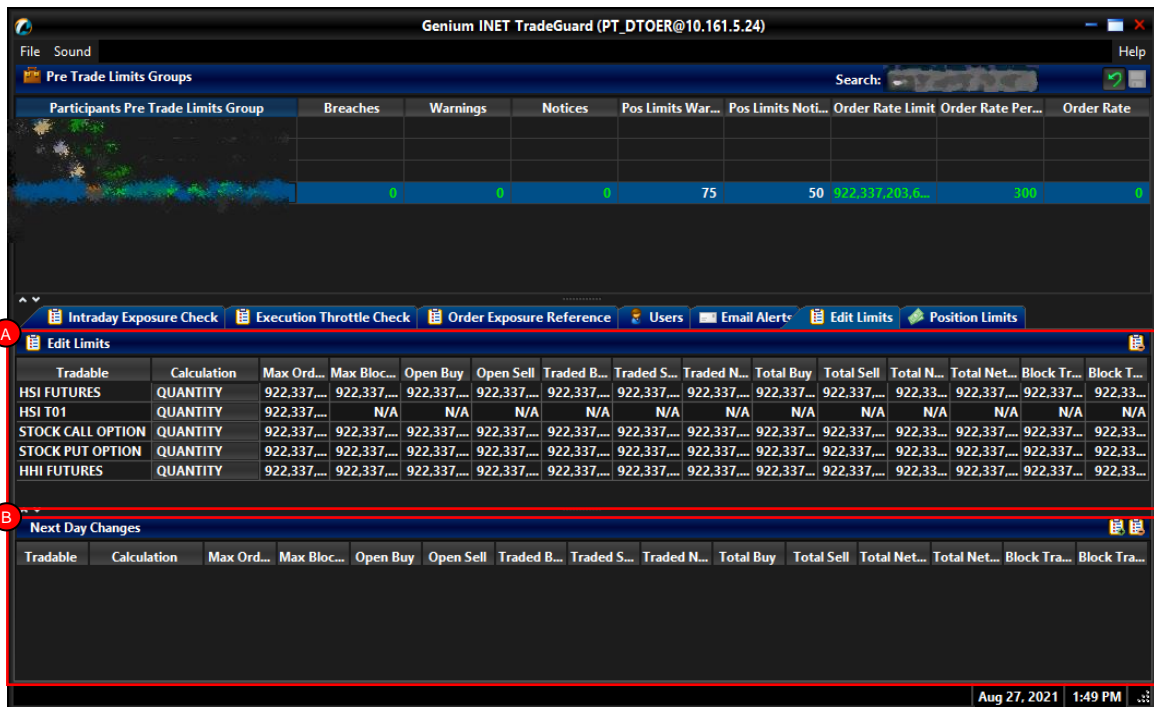 Genium INET TradeGuard (PT_DTOER@10.161.5.24)
File Sound Help
Pre Trade Limits Groups Search:
Participants Pre Trade Limits Group Breaches Warnings Notices Pos Limits War... Pos Limits Noti... Order Rate Limit Order Rate Per... Order Rate
0 0 0 75 50 922,337,203,6... 300 0
Intraday Exposure Check Execution Throttle Check Order Exposure Reference Users Email Alerts Edit Limits Position Limits
A
Edit Limits
Tradable Calculation Max Ord... Max Bloc... Open Buy Open Sell Traded B... Traded S... Traded N... Total Buy Total Sell Total N... Total Net... Block Tr... Block T...
HSI FUTURES QUANTITY 922,337,... 922,337,... 922,337,... 922,337,... 922,337,... 922,337,... 922,337,... 922,337,... 922,337,... 922,33... 922,337,... 922,337... 922,33...
HSI T01 QUANTITY 922,337,... N/A N/A N/A N/A N/A N/A N/A N/A N/A N/A N/A N/A
STOCK CALL OPTION QUANTITY 922,337,... 922,337,... 922,337,... 922,337,... 922,337,... 922,337,... 922,337,... 922,337,... 922,337,... 922,33... 922,337,... 922,337... 922,33...
STOCK PUT OPTION QUANTITY 922,337,... 922,337,... 922,337,... 922,337,... 922,337,... 922,337,... 922,337,... 922,337,... 922,337,... 922,33... 922,337,... 922,337... 922,33...
HHI FUTURES QUANTITY 922,337,... 922,337,... 922,337,... 922,337,... 922,337,... 922,337,... 922,337,... 922,337,... 922,337,... 922,33... 922,337,... 922,337... 922,33...
B
Next Day Changes
Tradable Calculation Max Ord... Max Bloc... Open Buy Open Sell Traded B... Traded S... Traded N... Total Buy Total Sell Total Net... Total Net... Block Tra... Block Tra...
Aug 27, 2021 1:49 PM